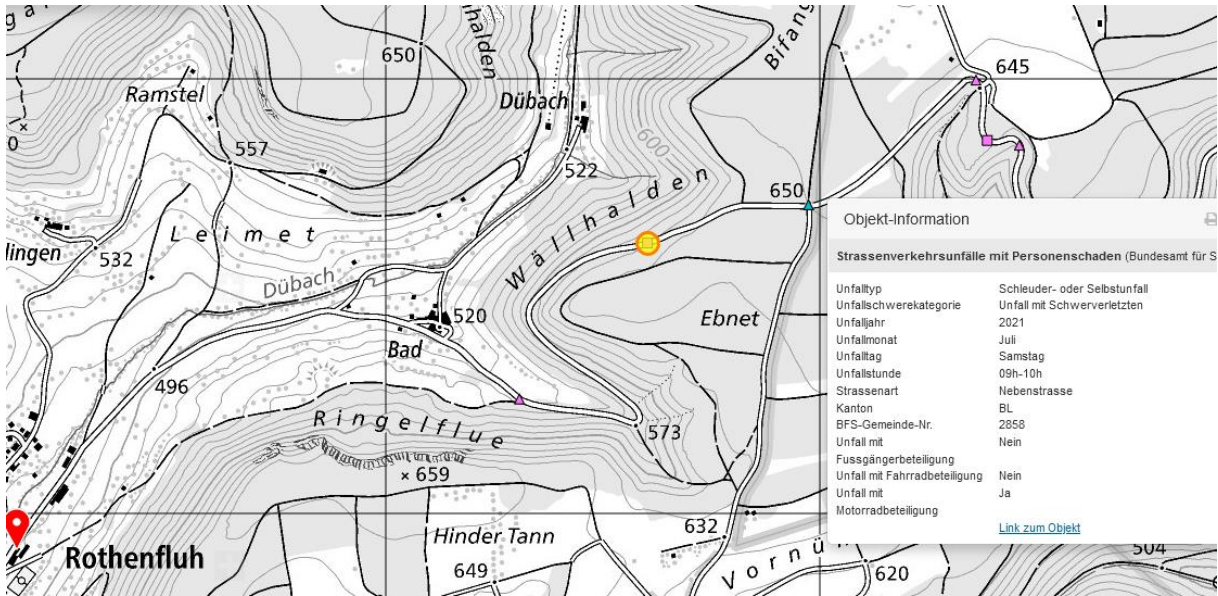 650
halden
Bifang
645
Ramstel
Dübach
557
522
600
650
Leimet
Wällhalden
lingen
532
Dübach
520
Ebnet
Bad
496
Ringelflue
573
× 659
632
Hinder Tann
Rothenfluh
649
620
504
Objekt-Information
Strassenverkehrsunfälle mit Personenschaden (Bundesamt für S
Unfalltyp Schleuder- oder Selbstunfall
Unfallschwerekategorie Unfall mit Schwerverletzten
Unfalljahr 2021
Unfallmonat Juli
Unfalltag Samstag
Unfallstunde 09h-10h
Strassenart Nebenstrasse
Kanton BL
BFS-Gemeinde-Nr. 2858
Unfall mit Nein
Fussgängerbeteiligung
Unfall mit Fahrradbeteiligung Nein
Unfall mit Ja
Motorradbeteiligung
Link zum Objekt